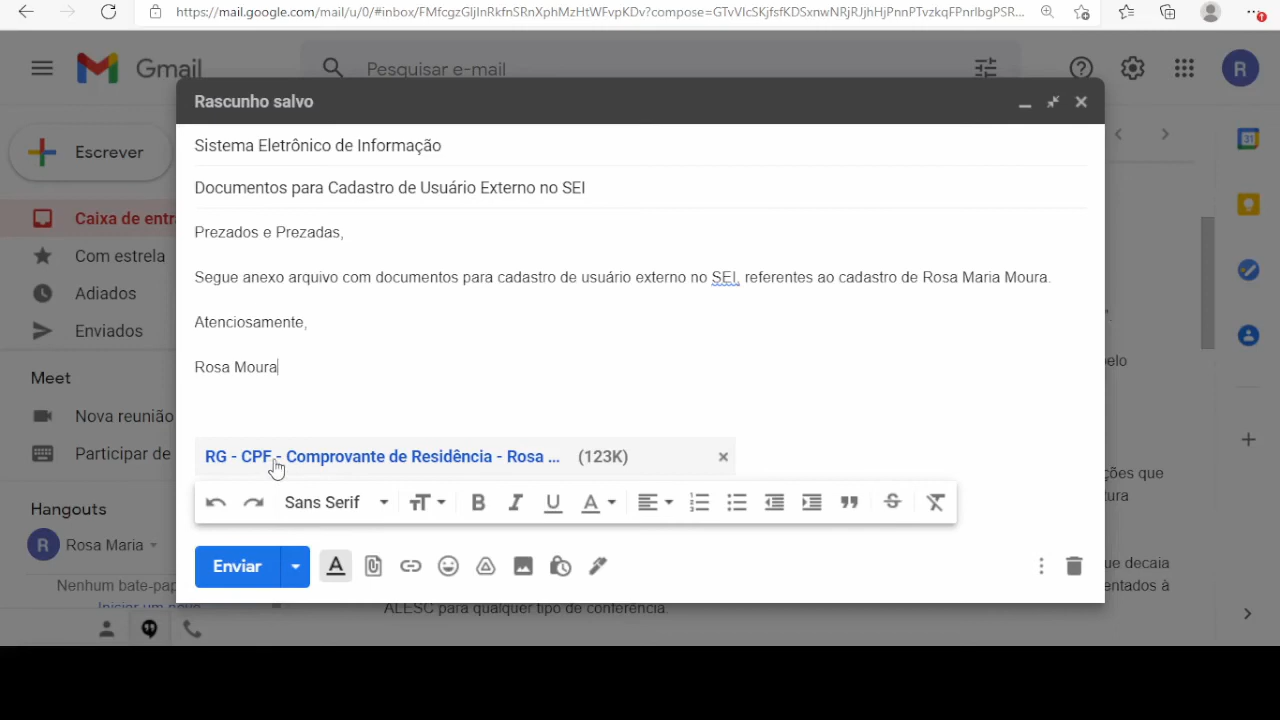 https://mail.google.com/mail/u/0/#inbox/FMfcgzGljlnRkfnSRnXphMzHtWFvpKDv?compose=GTvVlcSKjfsfKDSxnwNRjRJjhHjPnnPTvzkqFPnrlbgPSR...
Gmail
Pesquisar e-mail
R
Rascunho salvo
Escrever
Sistema Eletrônico de Informação
31
Documentos para Cadastro de Usuário Externo no SEI
Caixa de entr
Prezados e Prezadas,
Com estrela
Segue anexo arquivo com documentos para cadastro de usuário externo no SEI, referentes ao cadastro de Rosa Maria Moura.
Adiados
Atenciosamente,
Enviados
".
elo
Rosa Moura
Meet
Nova reunião
RG - CPF - Comprovante de Residência - Rosa ... (123K)
Participar de
ções que
tura
Sans Serif
Hangouts
R Rosa Maria
Enviar
ue decaia
entados à
Nenhum bate-pap
Iniciar um novo
ALESC para qualquer tipo de conferência.